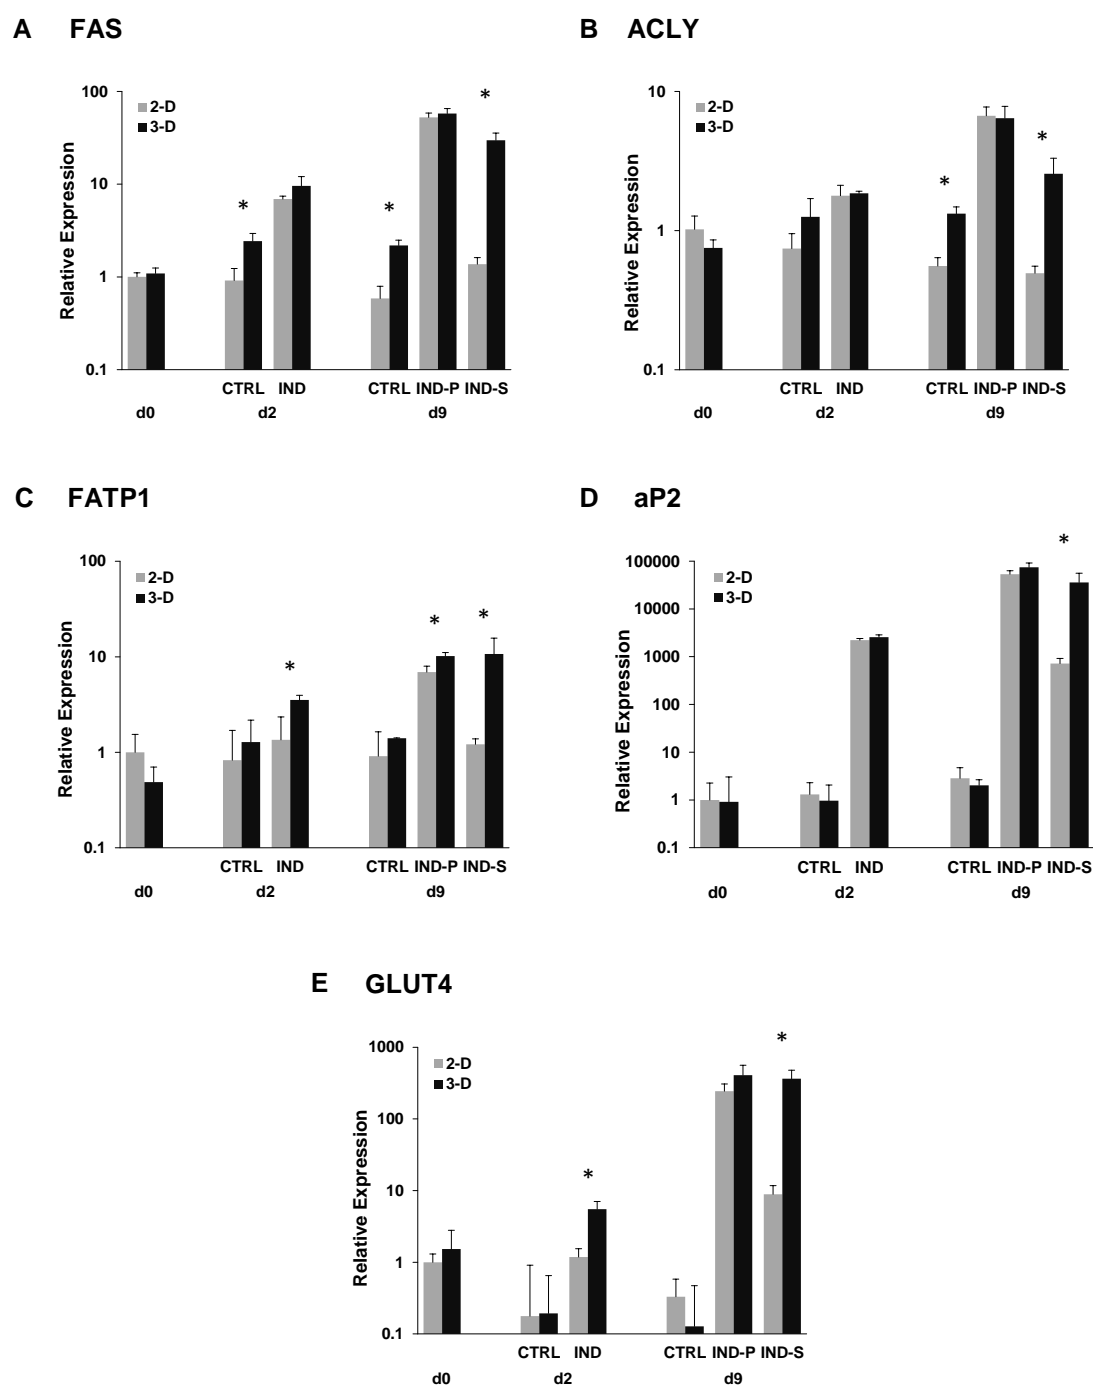 A FAS
100
10
1
0.1
Relative Expression
2-D
3-D
*
*
*
CTRL IND CTRL IND-P IND-S
d0 d2 d9
B ACLY
10
1
0.1
Relative Expression
2-D
3-D
*
*
CTRL IND CTRL IND-P IND-S
d0 d2 d9
C FATP1
100
10
1
0.1
Relative Expression
2-D
3-D
*
*
*
CTRL IND CTRL IND-P IND-S
d0 d2 d9
D aP2
100000
10000
1000
100
10
1
0.1
Relative Expression
2-D
3-D
*
CTRL IND CTRL IND-P IND-S
d0 d2 d9
E GLUT4
1000
100
10
1
0.1
Relative Expression
2-D
3-D
*
*
CTRL IND CTRL IND-P IND-S
d0 d2 d9